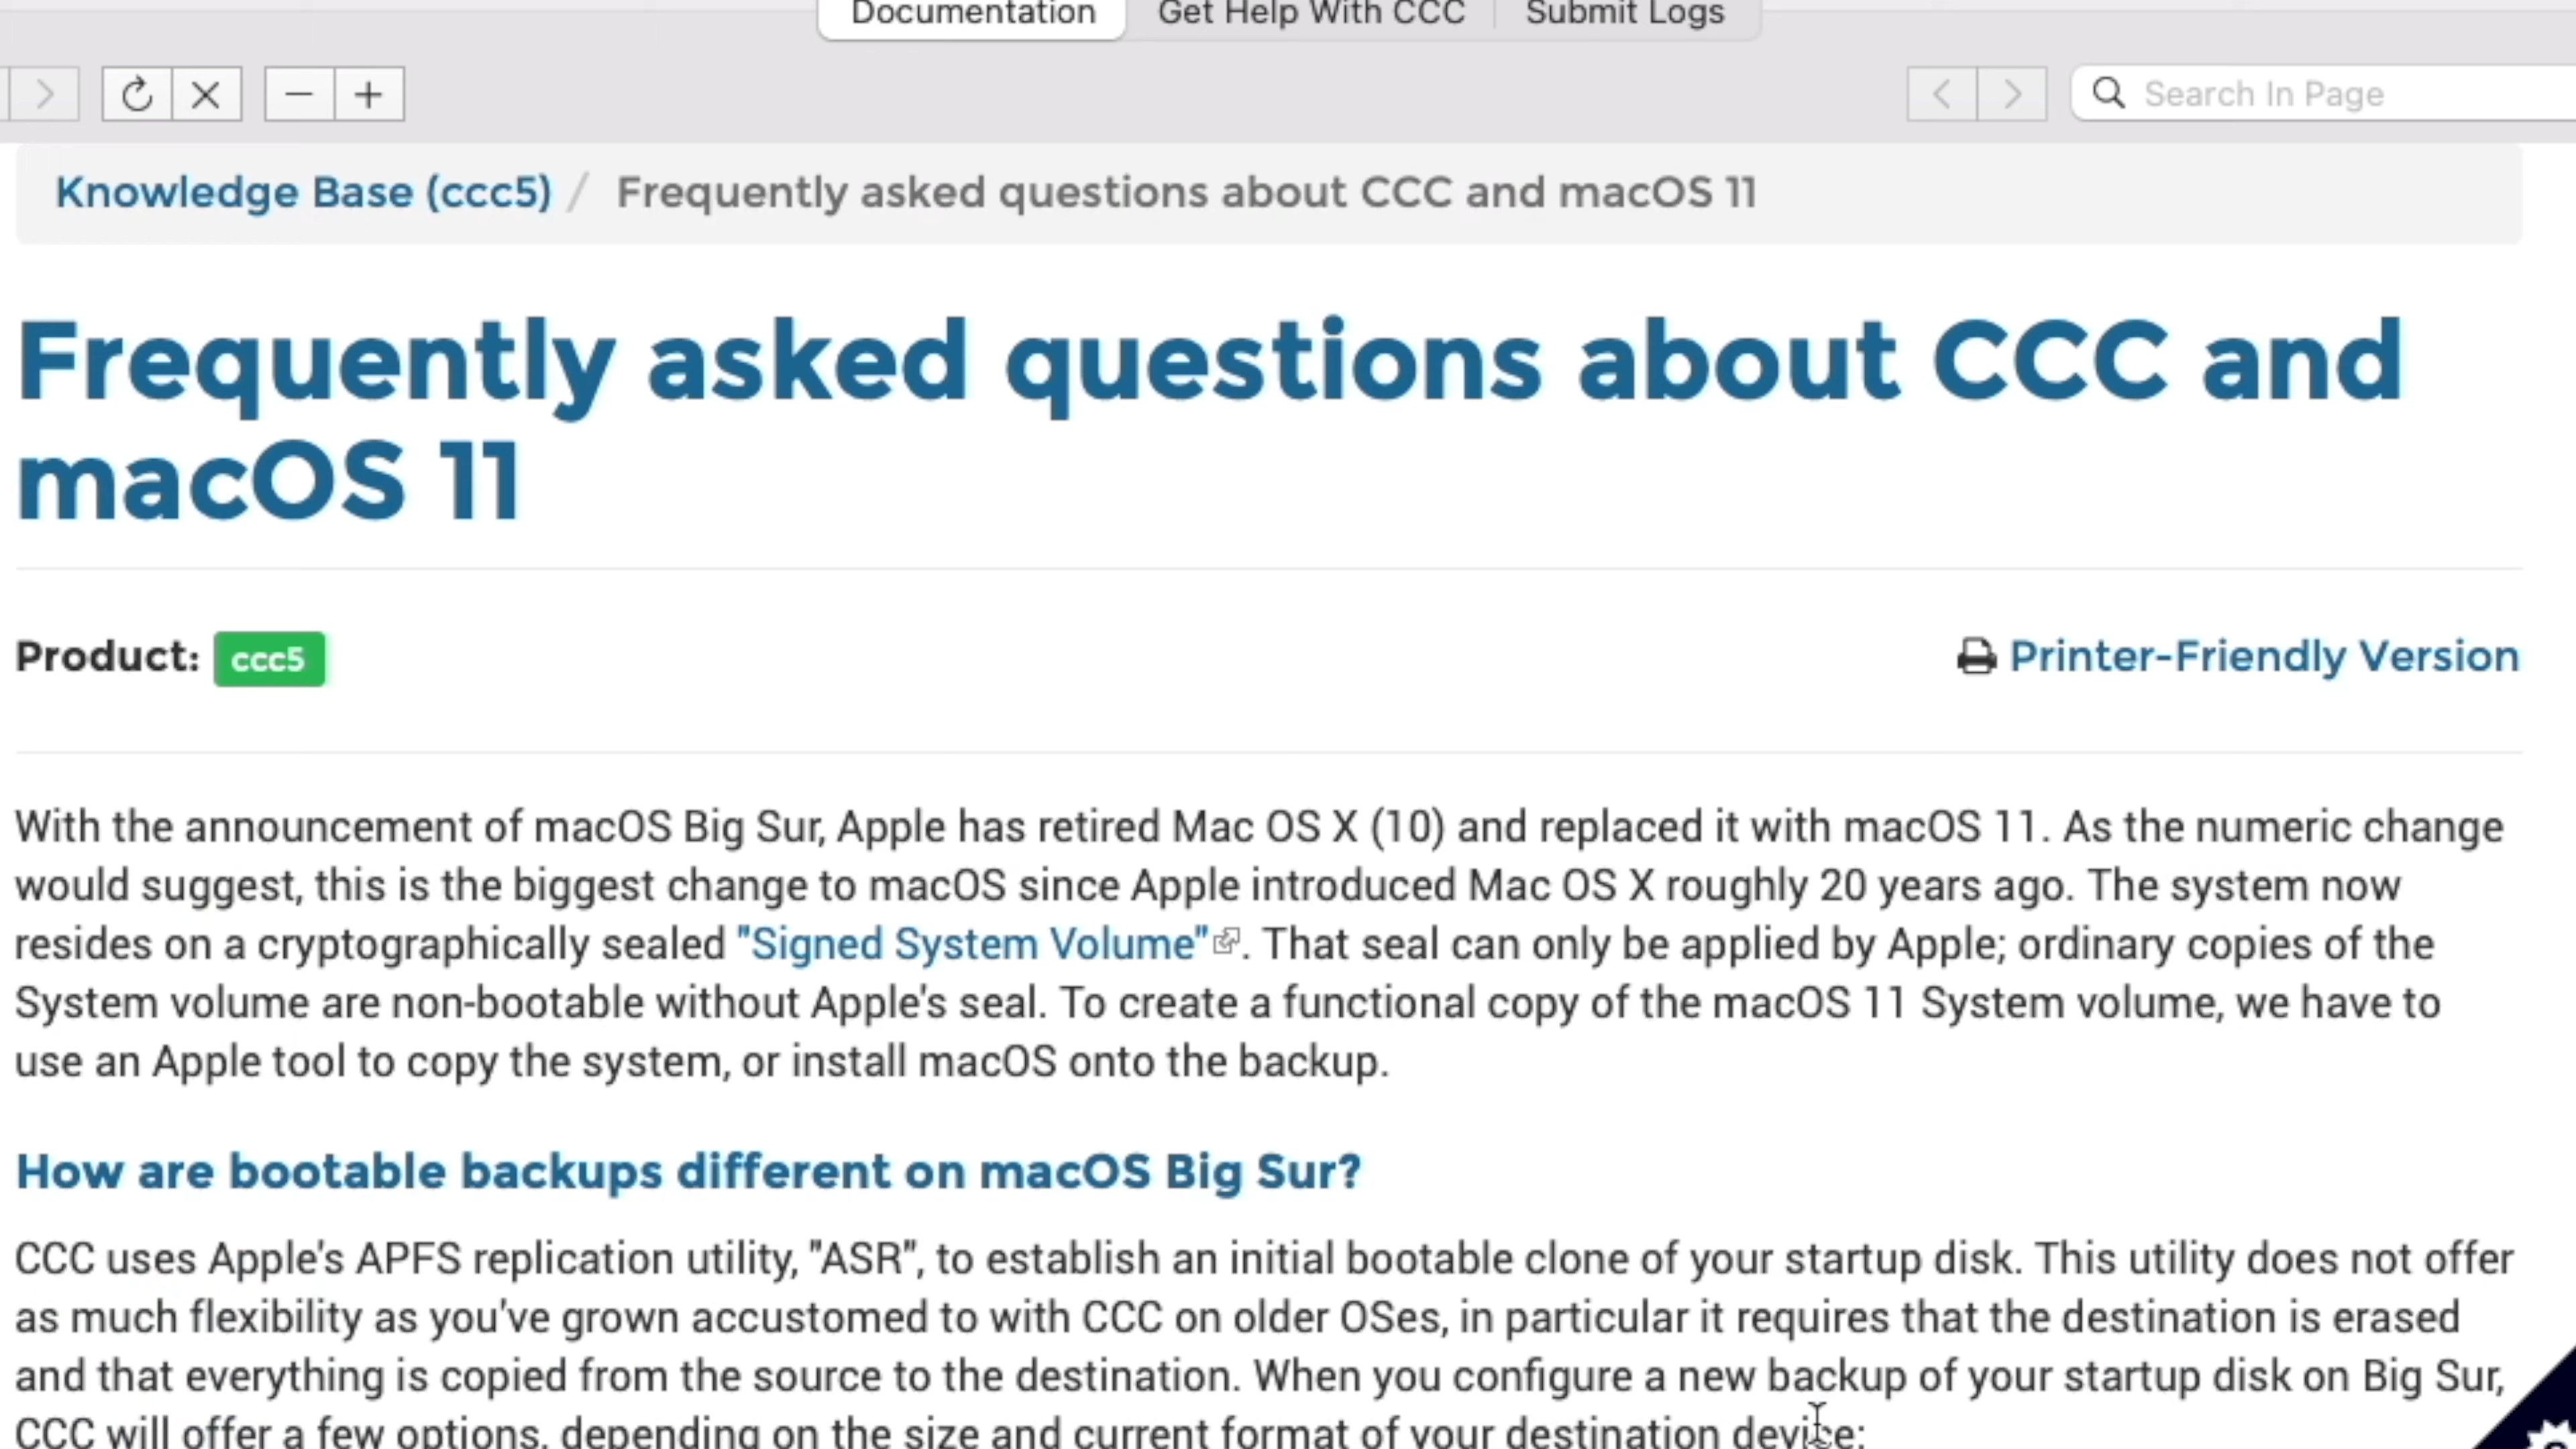 Documentation Get Help With CCC Submit Logs
Search In Page
Knowledge Base (ccc5) / Frequently asked questions about CCC and macOS 11
Frequently asked questions about CCC and
macOS 11
Product: ccc5 Printer-Friendly Version
With the announcement of macOS Big Sur, Apple has retired Mac OS X (10) and replaced it with macOS 11. As the numeric change
would suggest, this is the biggest change to macOS since Apple introduced Mac OS X roughly 20 years ago. The system now
resides on a cryptographically sealed "Signed System Volume". That seal can only be applied by Apple; ordinary copies of the
System volume are non-bootable without Apple's seal. To create a functional copy of the macOS 11 System volume, we have to
use an Apple tool to copy the system, or install macOS onto the backup.
How are bootable backups different on macOS Big Sur?
CCC uses Apple's APFS replication utility, "ASR", to establish an initial bootable clone of your startup disk. This utility does not offer
as much flexibility as you've grown accustomed to with CCC on older OSes, in particular it requires that the destination is erased
and that everything is copied from the source to the destination. When you configure a new backup of your startup disk on Big Sur,
CCC will offer a few options, depending on the size and current format of your destination device: